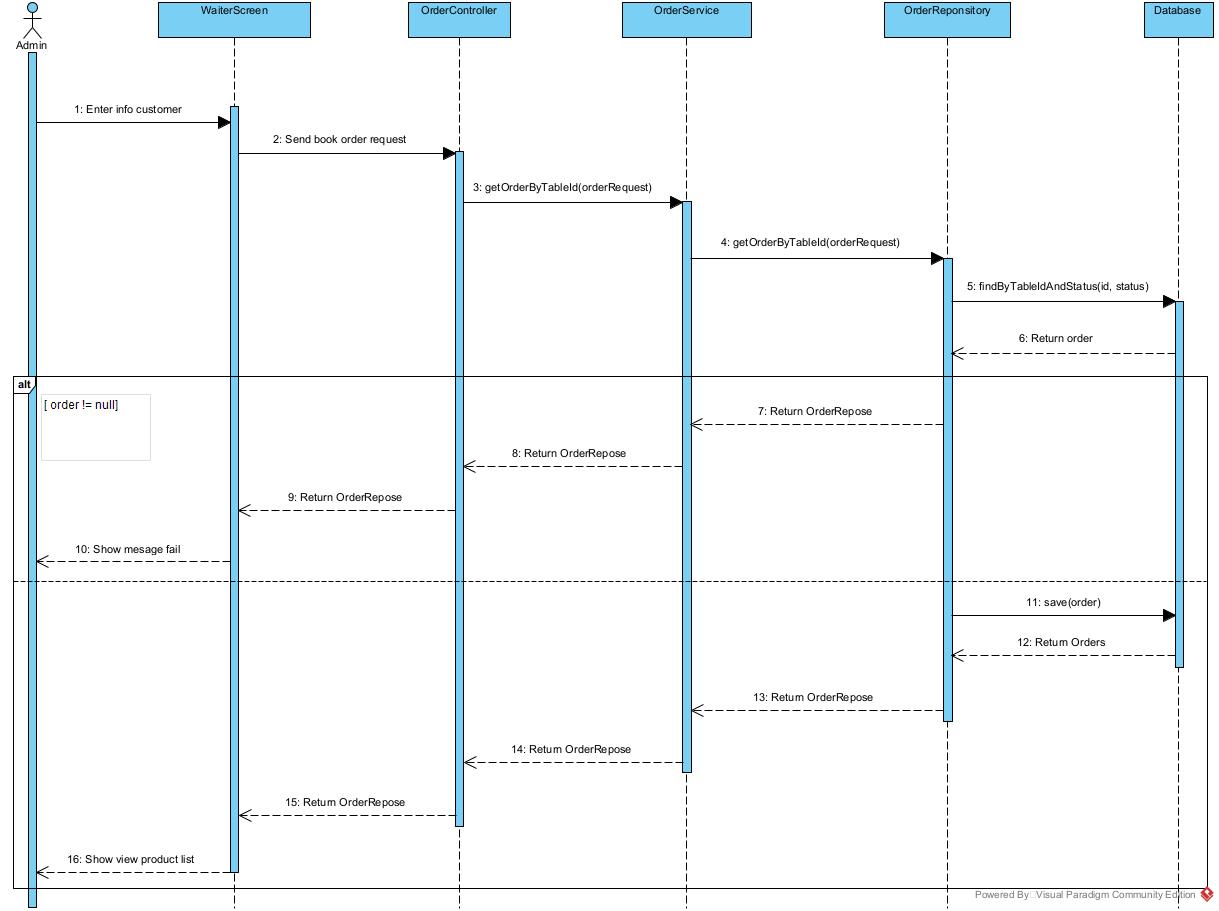 WaiterScreen
OrderController
OrderService
OrderReponsitory
Database
Admin
1: Enter info customer
2: Send book order request
3: getOrderByTableId(orderRequest)
4: getOrderByTableId(orderRequest)
5: findByTableIdAndStatus(id, status)
6: Return order
alt
[ order != null]
7: Return OrderRepose
8: Return OrderRepose
9: Return OrderRepose
10: Show mesage fail
11: save(order)
12: Return Orders
13: Return OrderRepose
14: Return OrderRepose
15: Return OrderRepose
16: Show view product list
Powered By Visual Paradigm Community Edition